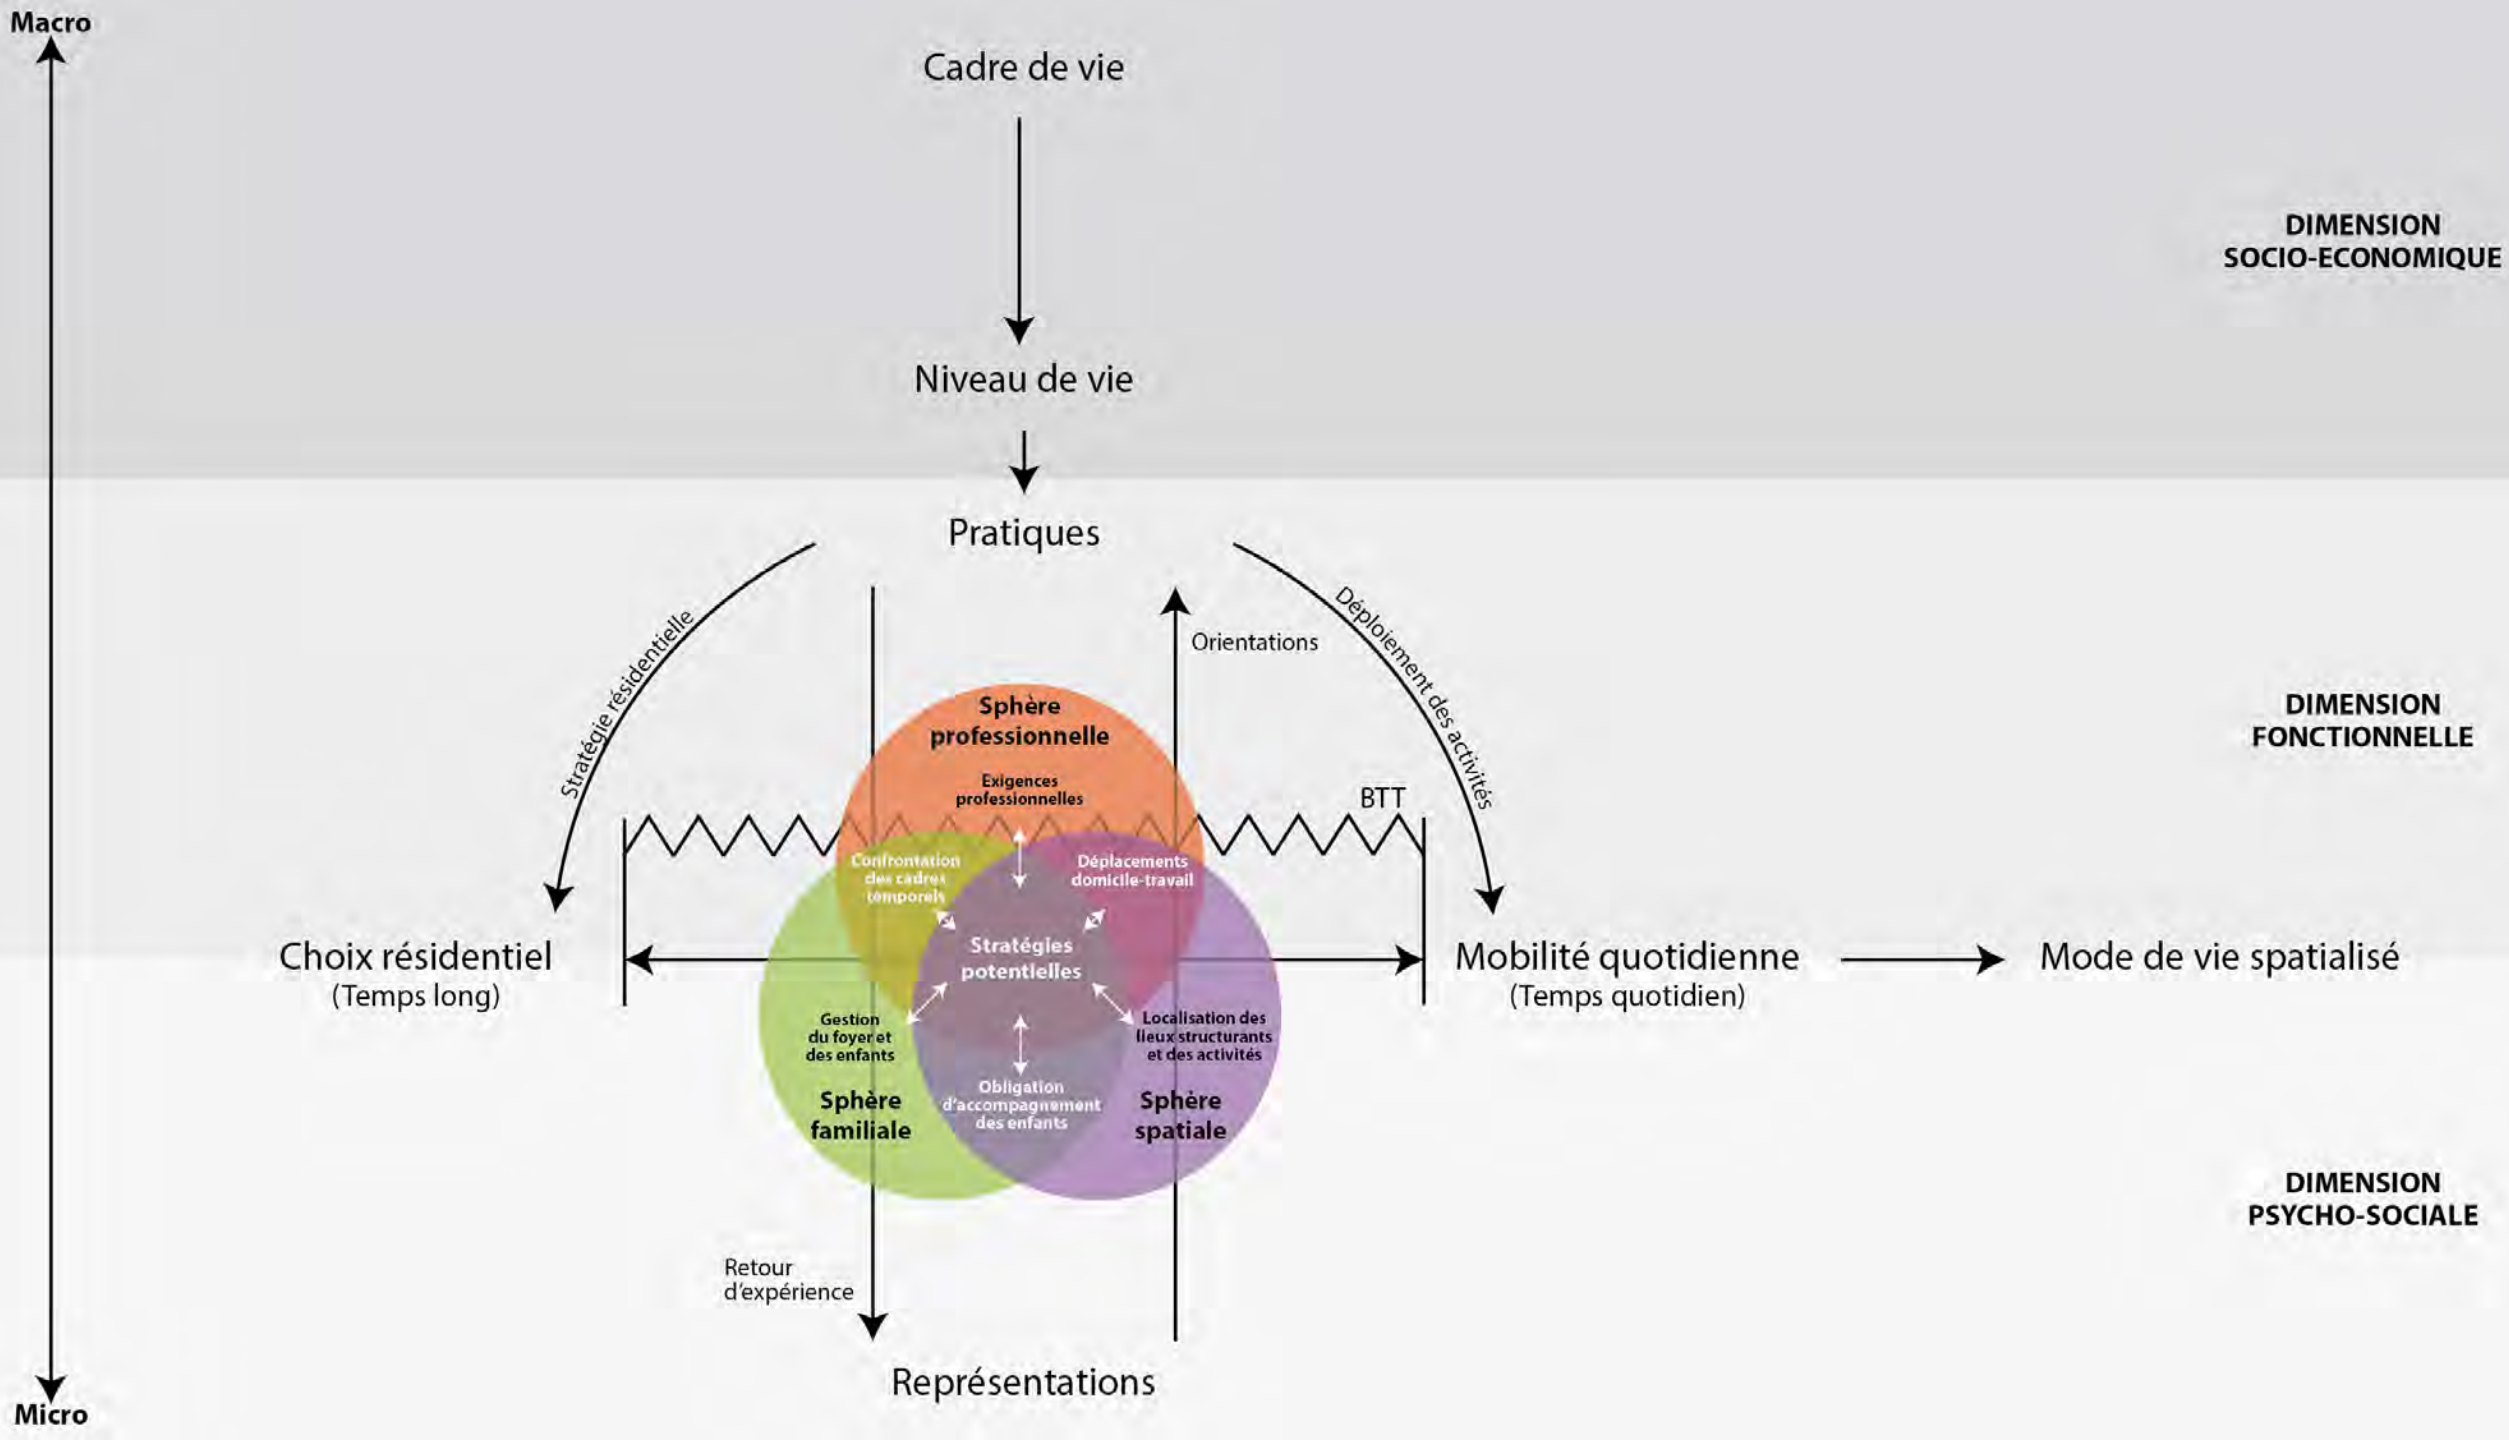 Macro
Cadre de vie
DIMENSION
SOCIO-ECONOMIQUE
Niveau de vie
Pratiques
Stratégie résidentielle
Déploiement des activités
Orientations
DIMENSION
FONCTIONNELLE
Sphère
professionnelle
Exigences
professionnelles
BTT
Confrontation
des cadres
temporels
Déplacements
domicile-travail
Stratégies
potentielles
Choix résidentiel
(Temps long)
Mobilité quotidienne
(Temps quotidien)
Mode de vie spatialisé
Gestion
du foyer et
des enfants
Localisation des
lieux structurants
et des activités
Sphère
familiale
Obligation
d'accompagnement
des enfants
Sphère
spatiale
DIMENSION
PSYCHO-SOCIALE
Retour
d'expérience
Représentations
Micro